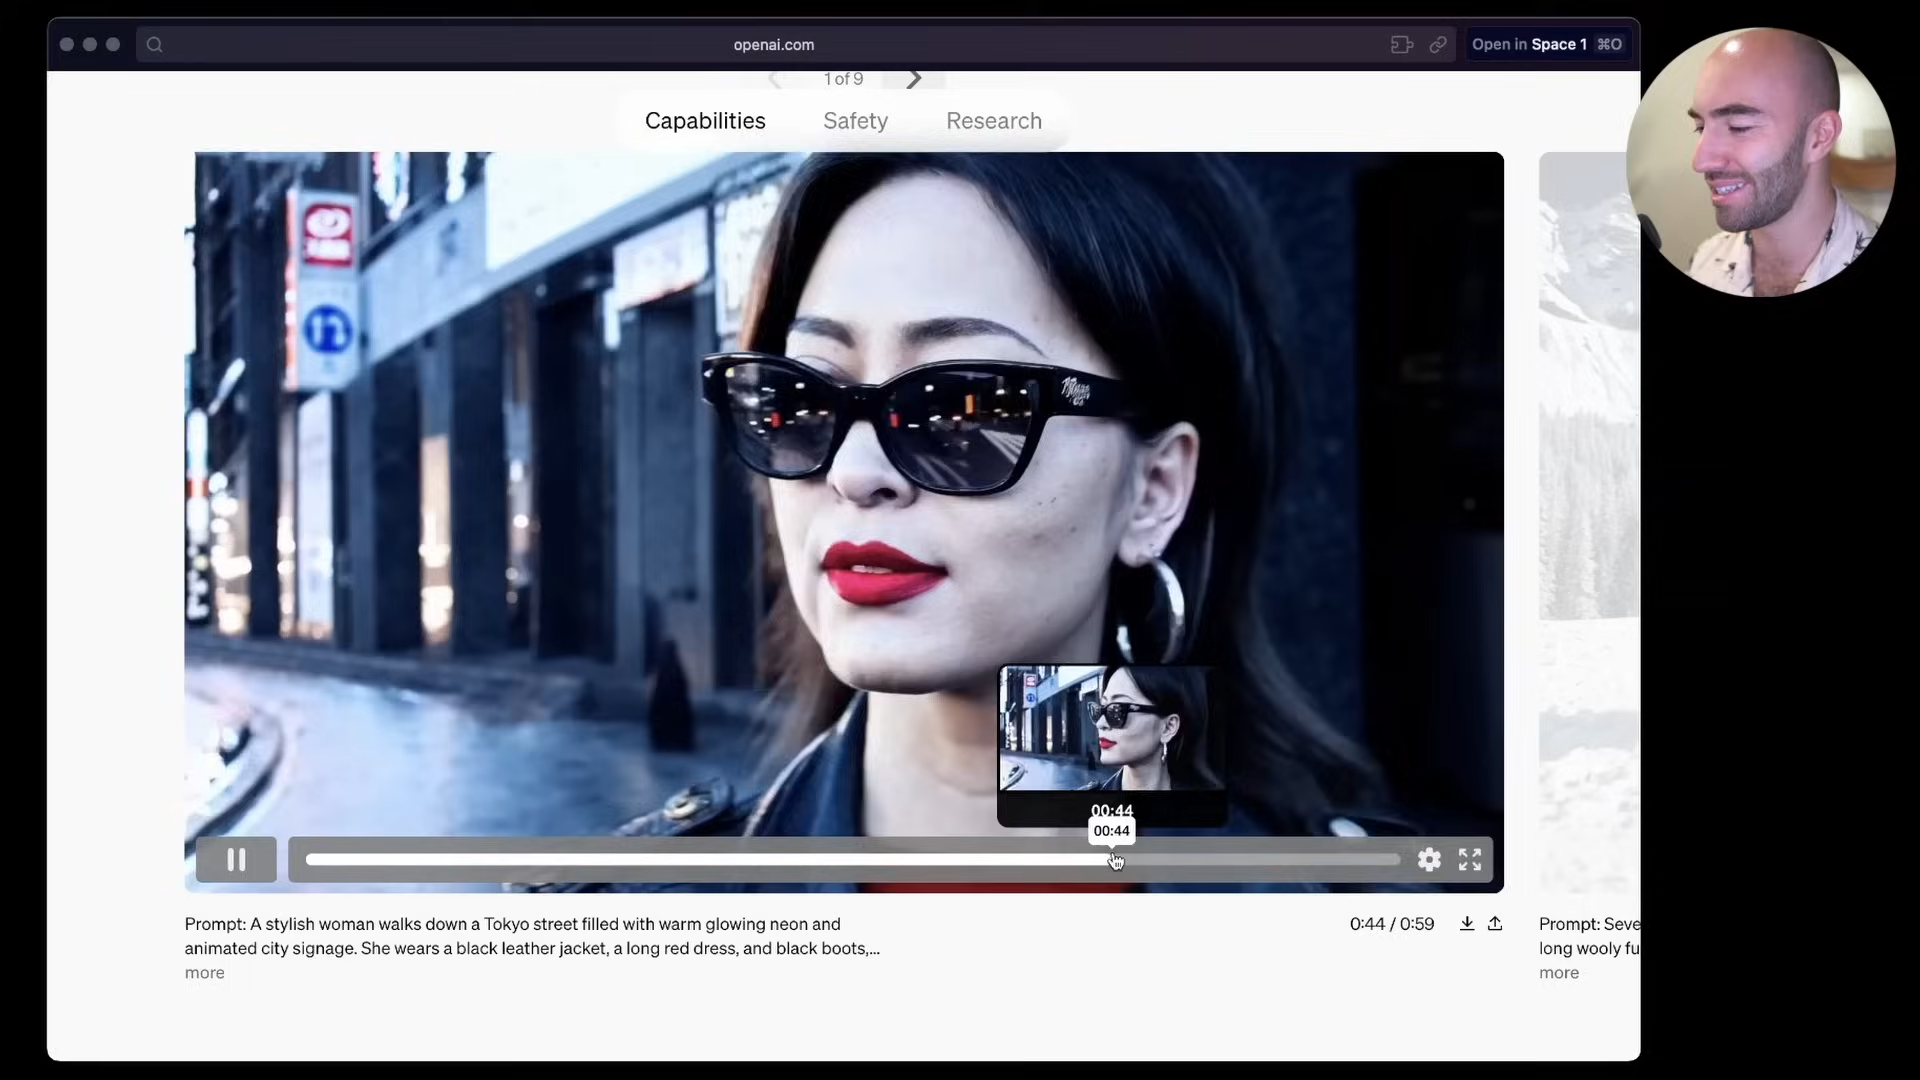 openai.com
Open in Space 1 ⌘O
1 of 9
Capabilities
Safety
Research
00:44
00:44
Prompt: A stylish woman walks down a Tokyo street filled with warm glowing neon and
animated city signage. She wears a black leather jacket, a long red dress, and black boots,...
more
0:44 / 0:59
Prompt: Seve
long wooly fu
more